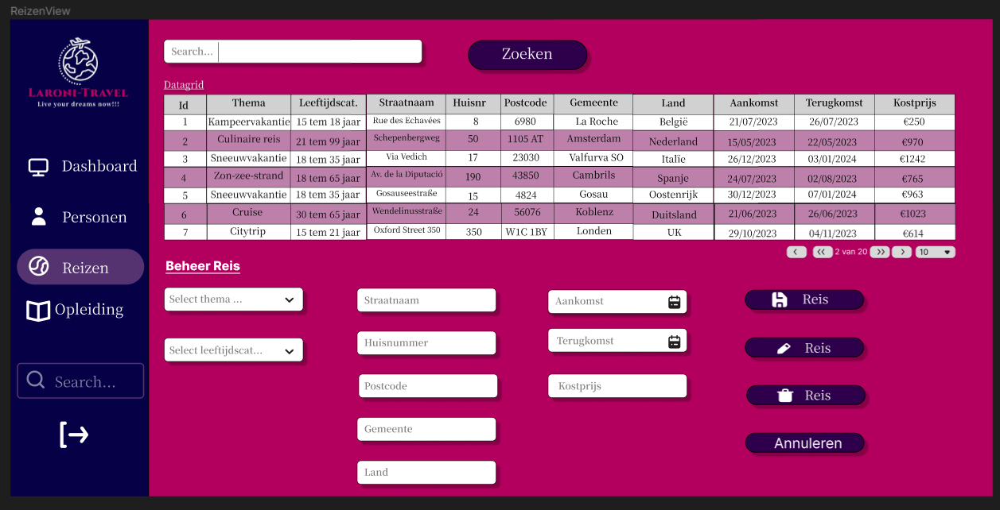 ReizenView
LARONI-TRAVEL
Live your dreams now!!!
Dashboard
Personen
Reizen
Opleiding
Search...
Search...
Zoeken
Datagrid
Id Thema Leeftijdscat. Straatnaam Huisnr Postcode Gemeente Land Aankomst Terugkomst Kostprijs
1 Kampeervakantie 15 tem 18 jaar Rue des Echavées 8 6980 La Roche België 21/07/2023 26/07/2023 €250
2 Culinaire reis 21 tem 99 jaar Schepenbergweg 50 1105 AT Amsterdam Nederland 15/05/2023 22/05/2023 €970
3 Sneeuwvakantie 18 tem 35 jaar Via Vedich 17 23030 Valfurva SO Italïe 26/12/2023 03/01/2024 €1242
4 Zon-zee-strand 18 tem 65 jaar Av. de la Diputació 190 43850 Cambrils Spanje 24/07/2023 02/08/2023 €765
5 Sneeuwvakantie 18 tem 35 jaar Gosauseestraße 15 4824 Gosau Oostenrijk 30/12/2023 07/01/2024 €963
6 Cruise 30 tem 65 jaar Wendelinusstraße 24 56076 Koblenz Duitsland 21/06/2023 26/06/2023 €1023
7 Citytrip 15 tem 21 jaar Oxford Street 350 350 W1C 1BY Londen UK 29/10/2023 04/11/2023 €614
2 van 20 10
Beheer Reis
Select thema ...
Select leeftijdscat...
Straatnaam
Huisnummer
Postcode
Gemeente
Land
Aankomst
Terugkomst
Kostprijs
Reis
Reis
Reis
Annuleren